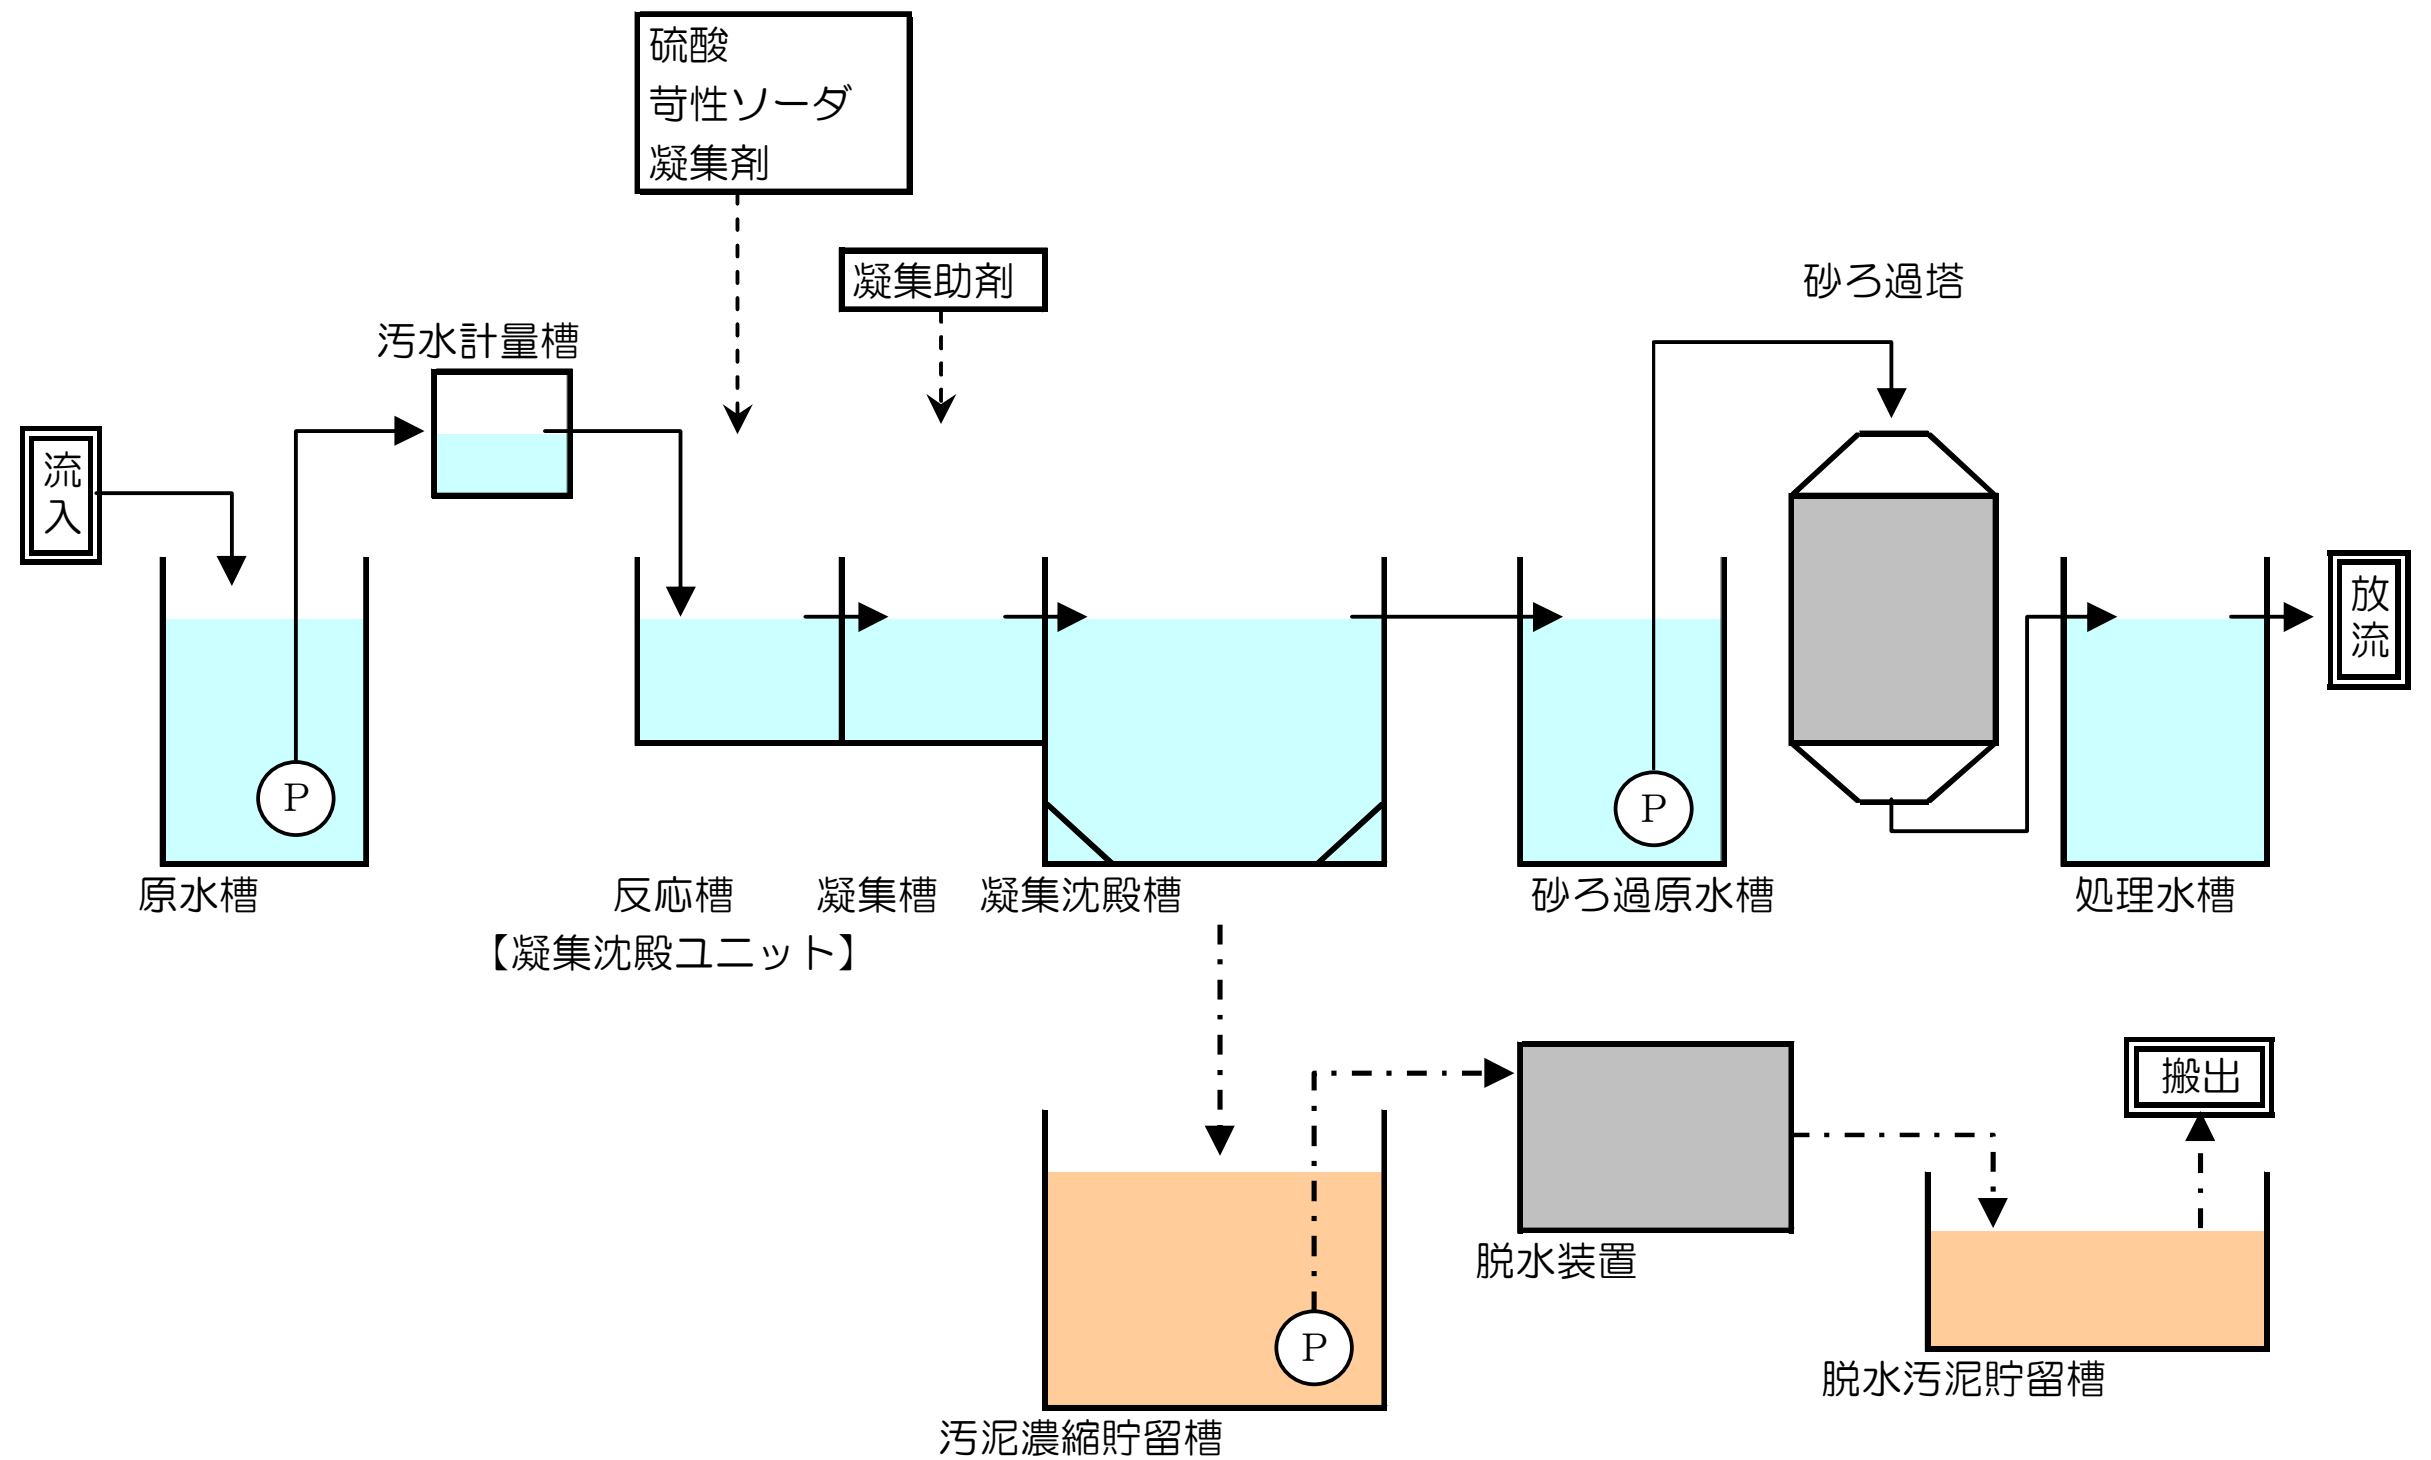 硫酸
苛性ソーダ
凝集剤
凝集助剤
砂ろ過塔
汚水計量槽
流入
放流
P
P
原水槽
反応槽
凝集槽
凝集沈殿槽
砂ろ過原水槽
処理水槽
【凝集沈殿ユニット】
搬出
脱水装置
P
脱水汚泥貯留槽
汚泥濃縮貯留槽